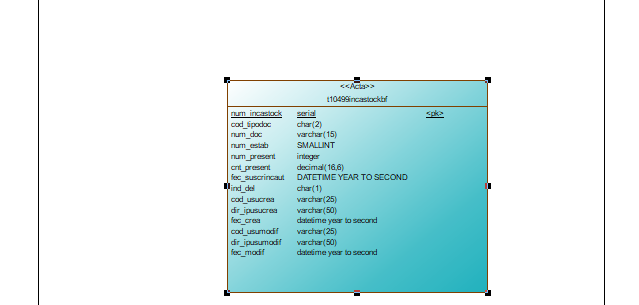 <<Acta>>
t10499incastockbf
num_incastock serial <pk>
cod_tipodoc char(2)
num_doc varchar(15)
num_estab SMALLINT
num_present integer
cnt_present decimal(16,6)
fec_suscrincaut DATETIME YEAR TO SECOND
ind_del char(1)
cod_usucrea varchar(25)
dir_ipusucrea varchar(50)
fec_crea datetime year to second
cod_usumodif varchar(25)
dir_ipusumodif varchar(50)
fec_modif datetime year to second